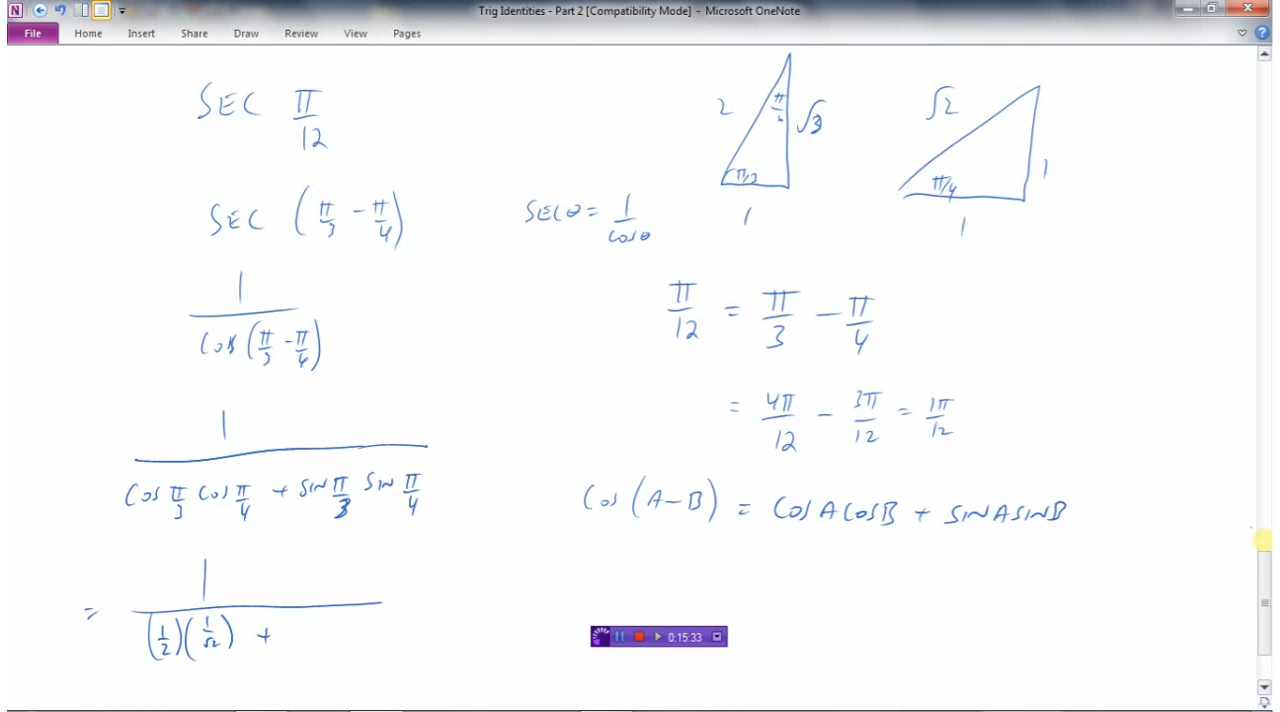 Trig Identities - Part 2 [Compatibility Mode] - Microsoft OneNote
File Home Insert Share Draw Review View Pages
SEC π/12
2 π/6 √3 π/3 1
√2 π/4 1 1
SEC (π/3 - π/4)
SECθ = 1/cosθ
1/cos(π/3 - π/4)
π/12 = π/3 - π/4
= 4π/12 - 3π/12 = 1π/12
1/(cos π/3 cos π/4 + sin π/3 sin π/4)
Cos (A-B) = COSACOSB + SINASINB
= 1/((1/2)(1/√2) +
0:15:33